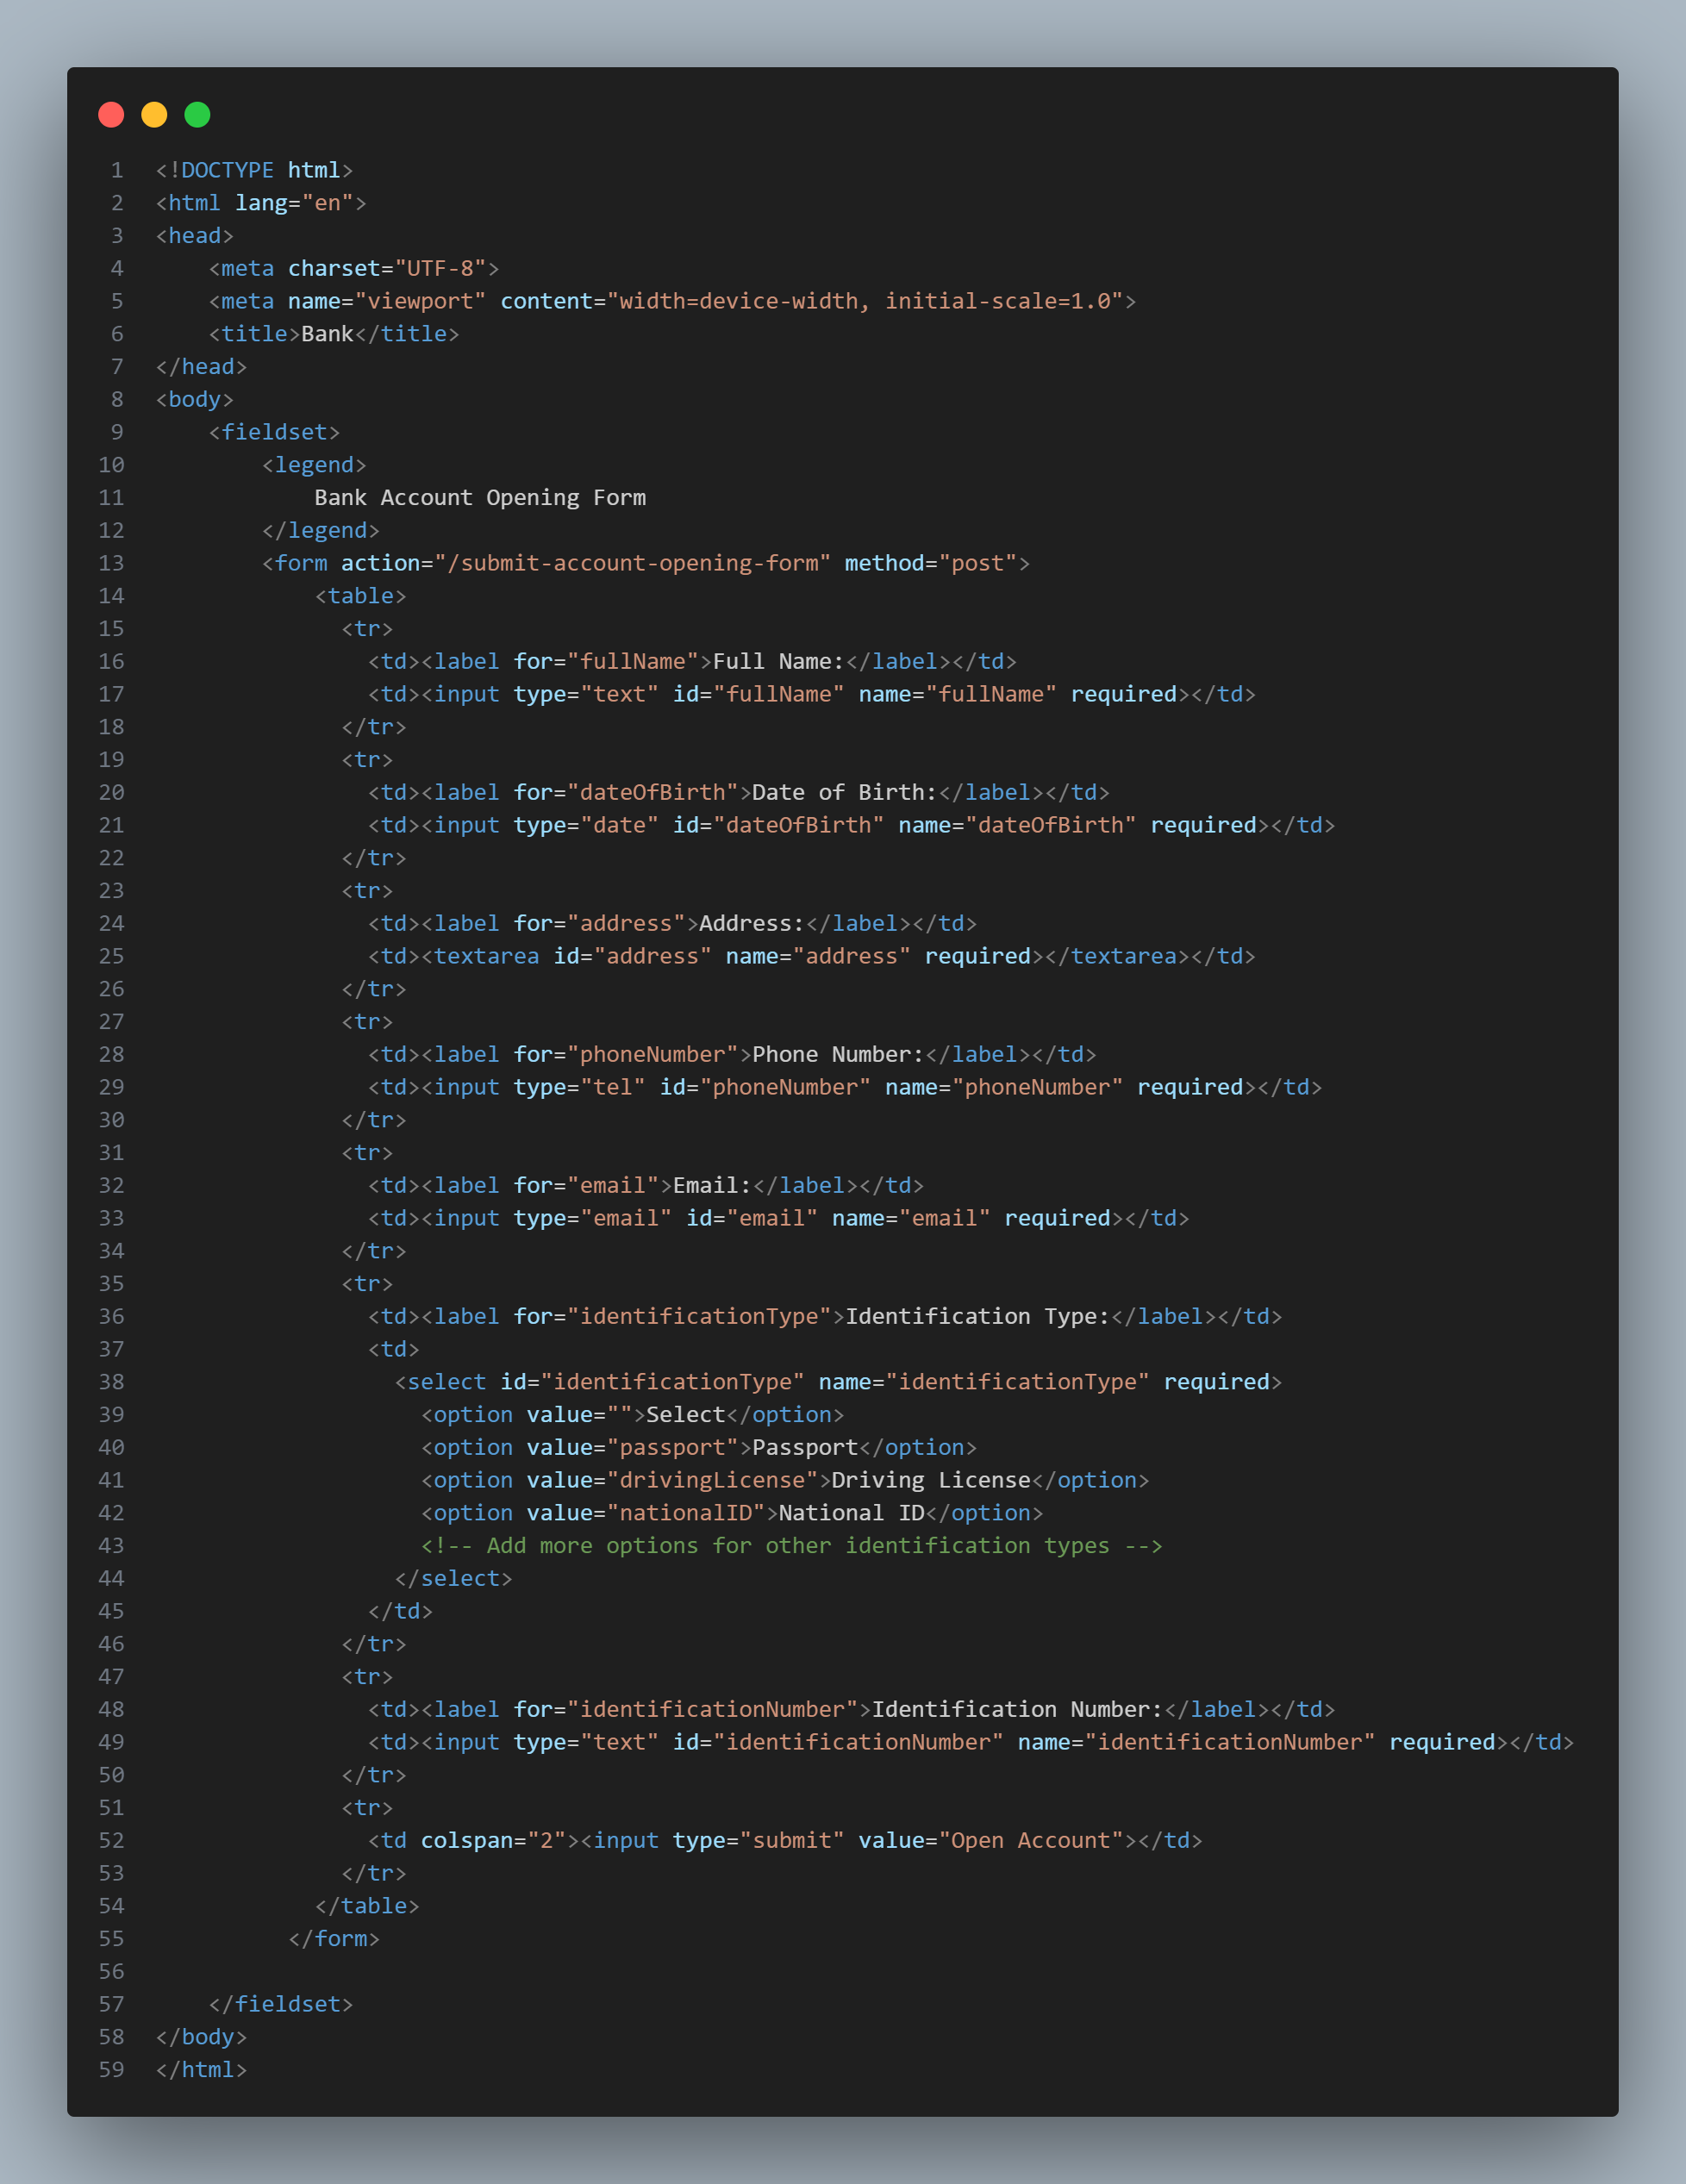 1 <!DOCTYPE html>
2 <html lang="en">
3 <head>
4     <meta charset="UTF-8">
5     <meta name="viewport" content="width=device-width, initial-scale=1.0">
6     <title>Bank</title>
7 </head>
8 <body>
9     <fieldset>
10         <legend>
11             Bank Account Opening Form
12         </legend>
13         <form action="/submit-account-opening-form" method="post">
14             <table>
15               <tr>
16                 <td><label for="fullName">Full Name:</label></td>
17                 <td><input type="text" id="fullName" name="fullName" required></td>
18               </tr>
19               <tr>
20                 <td><label for="dateOfBirth">Date of Birth:</label></td>
21                 <td><input type="date" id="dateOfBirth" name="dateOfBirth" required></td>
22               </tr>
23               <tr>
24                 <td><label for="address">Address:</label></td>
25                 <td><textarea id="address" name="address" required></textarea></td>
26               </tr>
27               <tr>
28                 <td><label for="phoneNumber">Phone Number:</label></td>
29                 <td><input type="tel" id="phoneNumber" name="phoneNumber" required></td>
30               </tr>
31               <tr>
32                 <td><label for="email">Email:</label></td>
33                 <td><input type="email" id="email" name="email" required></td>
34               </tr>
35               <tr>
36                 <td><label for="identificationType">Identification Type:</label></td>
37                 <td>
38                   <select id="identificationType" name="identificationType" required>
39                     <option value="">Select</option>
40                     <option value="passport">Passport</option>
41                     <option value="drivingLicense">Driving License</option>
42                     <option value="nationalID">National ID</option>
43                     <!-- Add more options for other identification types -->
44                   </select>
45                 </td>
46               </tr>
47               <tr>
48                 <td><label for="identificationNumber">Identification Number:</label></td>
49                 <td><input type="text" id="identificationNumber" name="identificationNumber" required></td>
50               </tr>
51               <tr>
52                 <td colspan="2"><input type="submit" value="Open Account"></td>
53               </tr>
54             </table>
55           </form>
56
57     </fieldset>
58 </body>
59 </html>